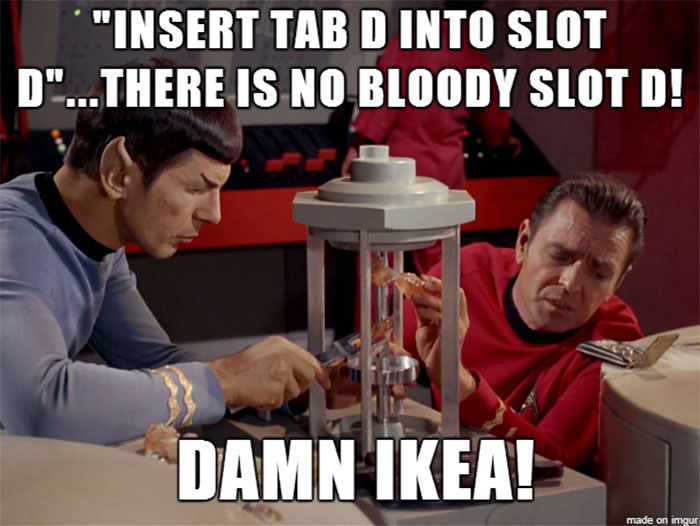 "INSERT TAB D INTO SLOT
D"...THERE IS NO BLOODY SLOT D!
DAMN IKEA!
made on imgur